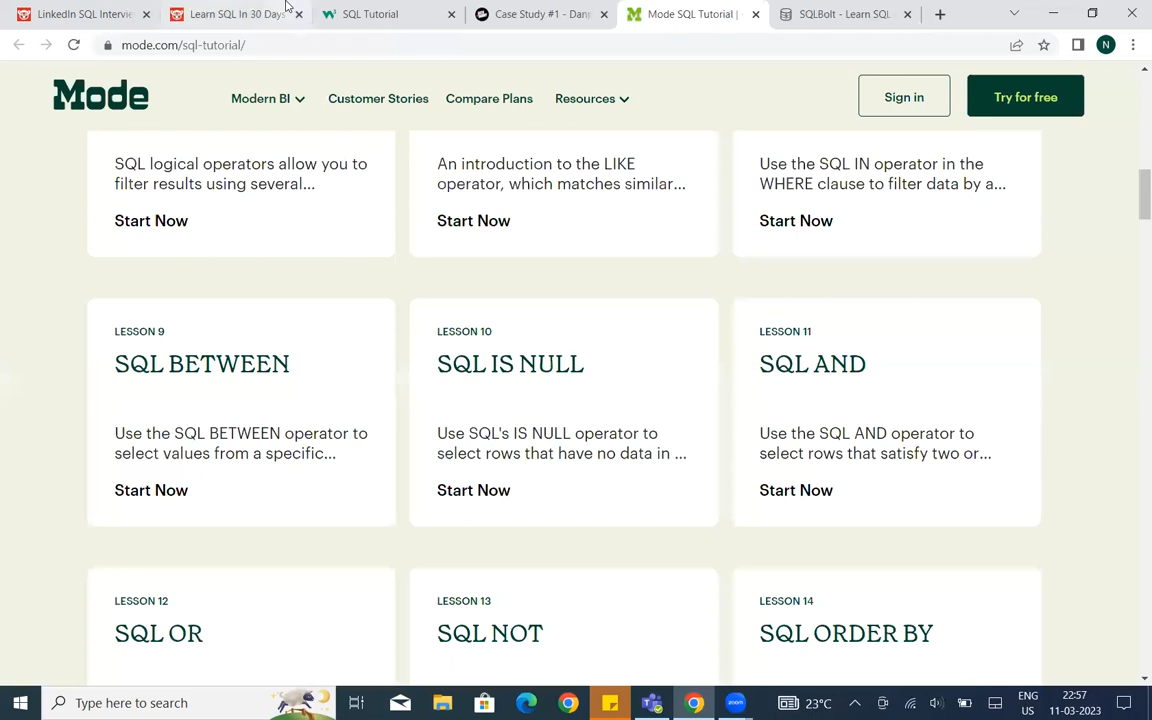 LinkedIn SQL Intervie
Learn SQL In 30 Days
SQL Tutorial
Case Study #1 - Dan
Mode SQL Tutorial |
SQLBolt - Learn SQL
mode.com/sql-tutorial/
N
Mode
Modern BI
Customer Stories
Compare Plans
Resources
Sign in
Try for free
SQL logical operators allow you to
filter results using several...
Start Now
An introduction to the LIKE
operator, which matches similar...
Start Now
Use the SQL IN operator in the
WHERE clause to filter data by a...
Start Now
LESSON 9
SQL BETWEEN
Use the SQL BETWEEN operator to
select values from a specific...
Start Now
LESSON 10
SQL IS NULL
Use SQL's IS NULL operator to
select rows that have no data in ...
Start Now
LESSON 11
SQL AND
Use the SQL AND operator to
select rows that satisfy two or...
Start Now
LESSON 12
SQL OR
LESSON 13
SQL NOT
LESSON 14
SQL ORDER BY
Type here to search
zoom
23°C
ENG
US
22:57
11-03-2023